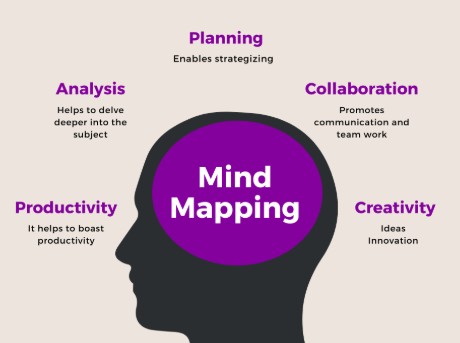 Planning
Enables strategizing
Analysis
Helps to delve
deeper into the
subject
Collaboration
Promotes
communication and
team work
Mind
Mapping
Productivity
It helps to boast
productivity
Creativity
Ideas
Innovation